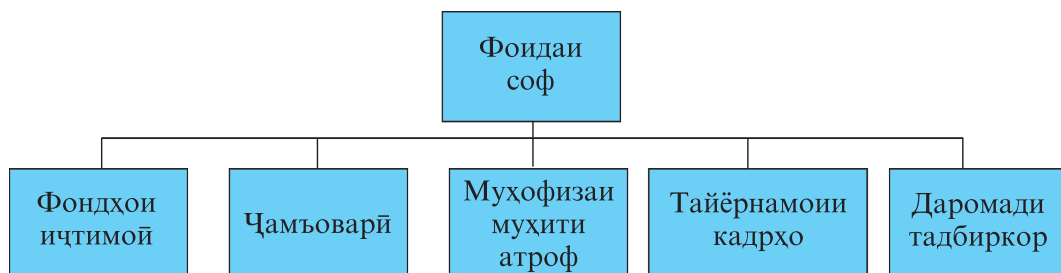 Фоидаи
соф
Фондҳои
иҷтимоӣ
Ҷамъоварӣ
Муҳофизаи
муҳити
атроф
Тайёрнамоии
кадрҳо
Даромади
тадбиркор